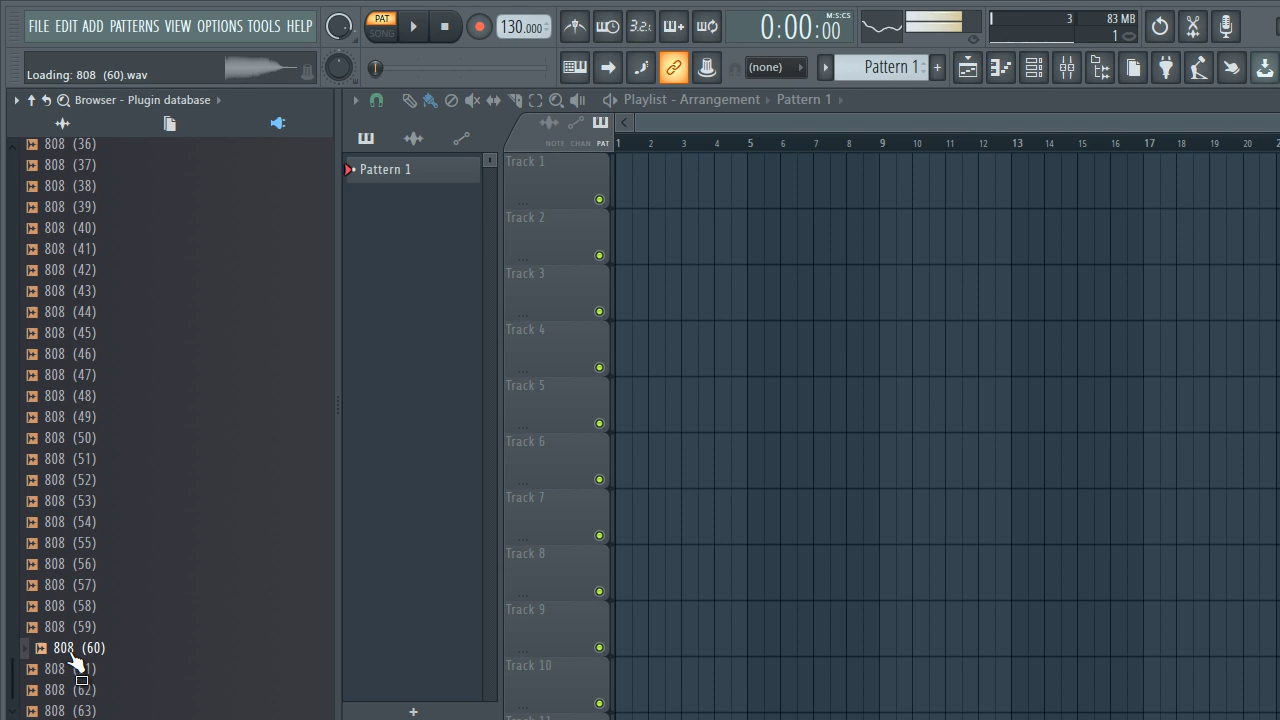 FILE EDIT ADD PATTERNS VIEW OPTIONS TOOLS HELP
PAT
SONG
130.000
3.2.:
0:00:00
M:S:CS
3
83 MB
1
Loading: 808 (60).wav
(none)
Pattern 1
+
Browser - Plugin database
Playlist - Arrangement
Pattern 1
NOTE CHAN PAT
1 2 3 4 5 6 7 8 9 10 11 12 13 14 15 16 17 18 19 20
Pattern 1
+
808 (36)
808 (37)
808 (38)
808 (39)
808 (40)
808 (41)
808 (42)
808 (43)
808 (44)
808 (45)
808 (46)
808 (47)
808 (48)
808 (49)
808 (50)
808 (51)
808 (52)
808 (53)
808 (54)
808 (55)
808 (56)
808 (57)
808 (58)
808 (59)
808 (60)
808
808 (62)
808 (63)
Track 1
...
Track 2
...
Track 3
...
Track 4
...
Track 5
...
Track 6
...
Track 7
...
Track 8
...
Track 9
...
Track 10
...